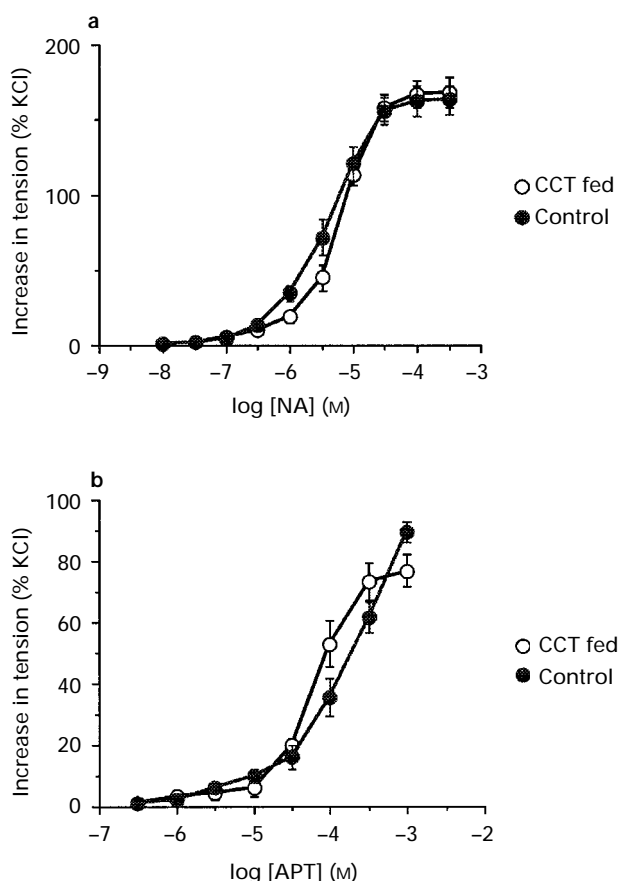 a
200
100
0
Increase in tension (% KCl)
−9 −8 −7 −6 −5 −4 −3
log [NA] (M)
CCT fed
Control
b
100
80
60
40
20
0
Increase in tension (% KCl)
−7 −6 −5 −4 −3 −2
log [APT] (M)
CCT fed
Control